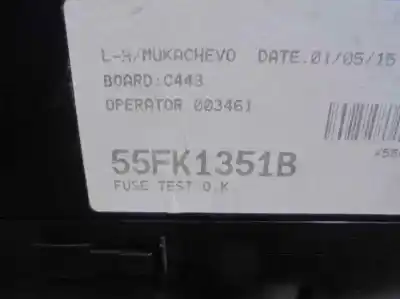 L-H/MUKACHEVO DATE.01/05/15
BOARD:C443
OPERATOR 003461
55FK1351B
FUSE TEST O.K